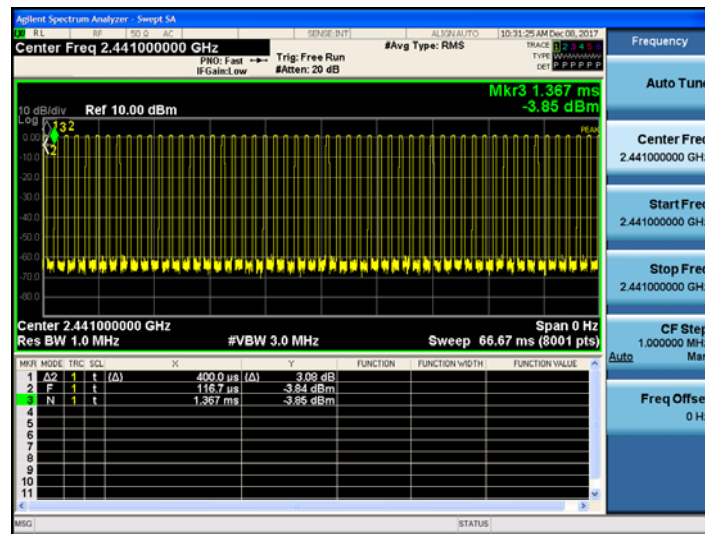 Agilent Spectrum Analyzer - Swept SA
RL RF 50 Ω AC SENSE:INT ALIGN AUTO 10:31:25 AM Dec 08, 2017
Center Freq 2.441000000 GHz #Avg Type: RMS TRACE 1 2 3 4 5 6
PNO: Fast Trig: Free Run TYPE
IFGain:Low #Atten: 20 dB DET P P P P P P
Mkr3 1.367 ms
10 dB/div Ref 10.00 dBm -3.85 dBm
Log
1 3 2
PEAK
0.00
2
-10.0
-20.0
-30.0
-40.0
-50.0
-60.0
-70.0
-80.0
Center 2.441000000 GHz Span 0 Hz
Res BW 1.0 MHz #VBW 3.0 MHz Sweep 66.67 ms (8001 pts)
MKR MODE TRC SCL X Y FUNCTION FUNCTION WIDTH FUNCTION VALUE
1 Δ2 1 t (Δ) 400.0 µs (Δ) 3.08 dB
2 F 1 t 116.7 µs -3.84 dBm
3 N 1 t 1.367 ms -3.85 dBm
4
5
6
7
8
9
10
11
MSG STATUS
Frequency
Auto Tune
Center Freq
2.441000000 GHz
Start Freq
2.441000000 GHz
Stop Freq
2.441000000 GHz
CF Step
1.000000 MHz
Auto Man
Freq Offset
0 Hz